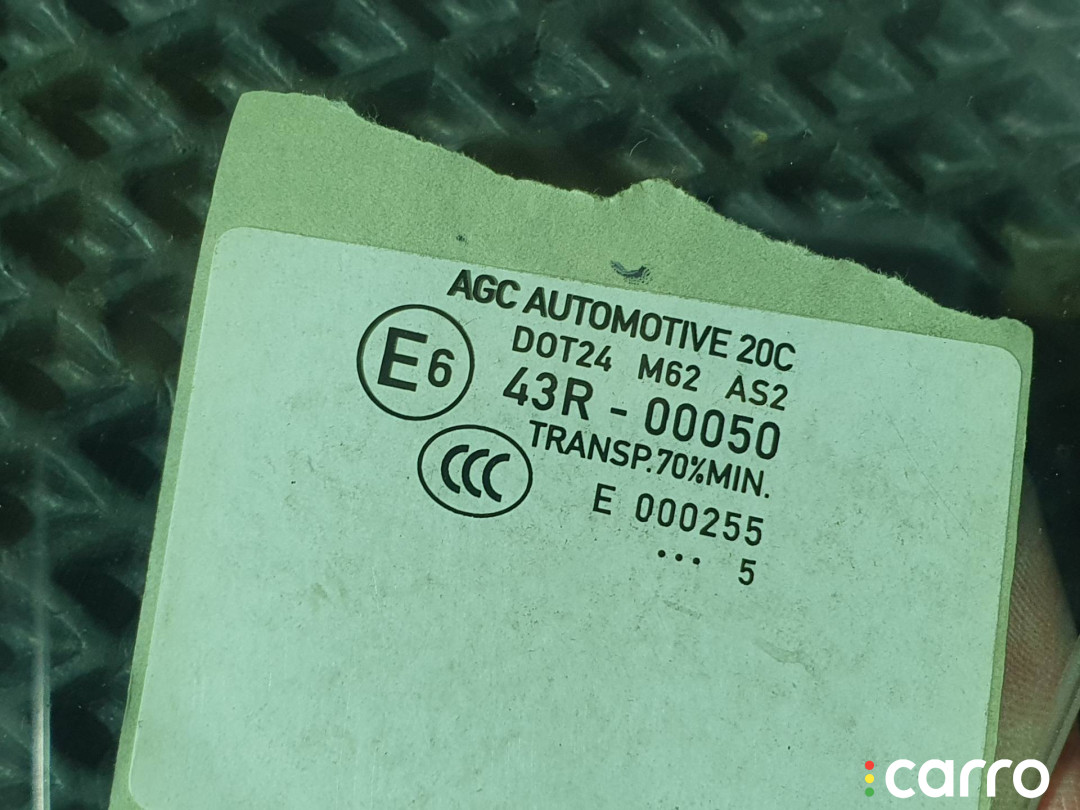 AGC AUTOMOTIVE 20C
DOT24 M62 AS2
E6
43R - 00050
TRANSP.70%MIN.
CCC
E 000255
... 5
carro